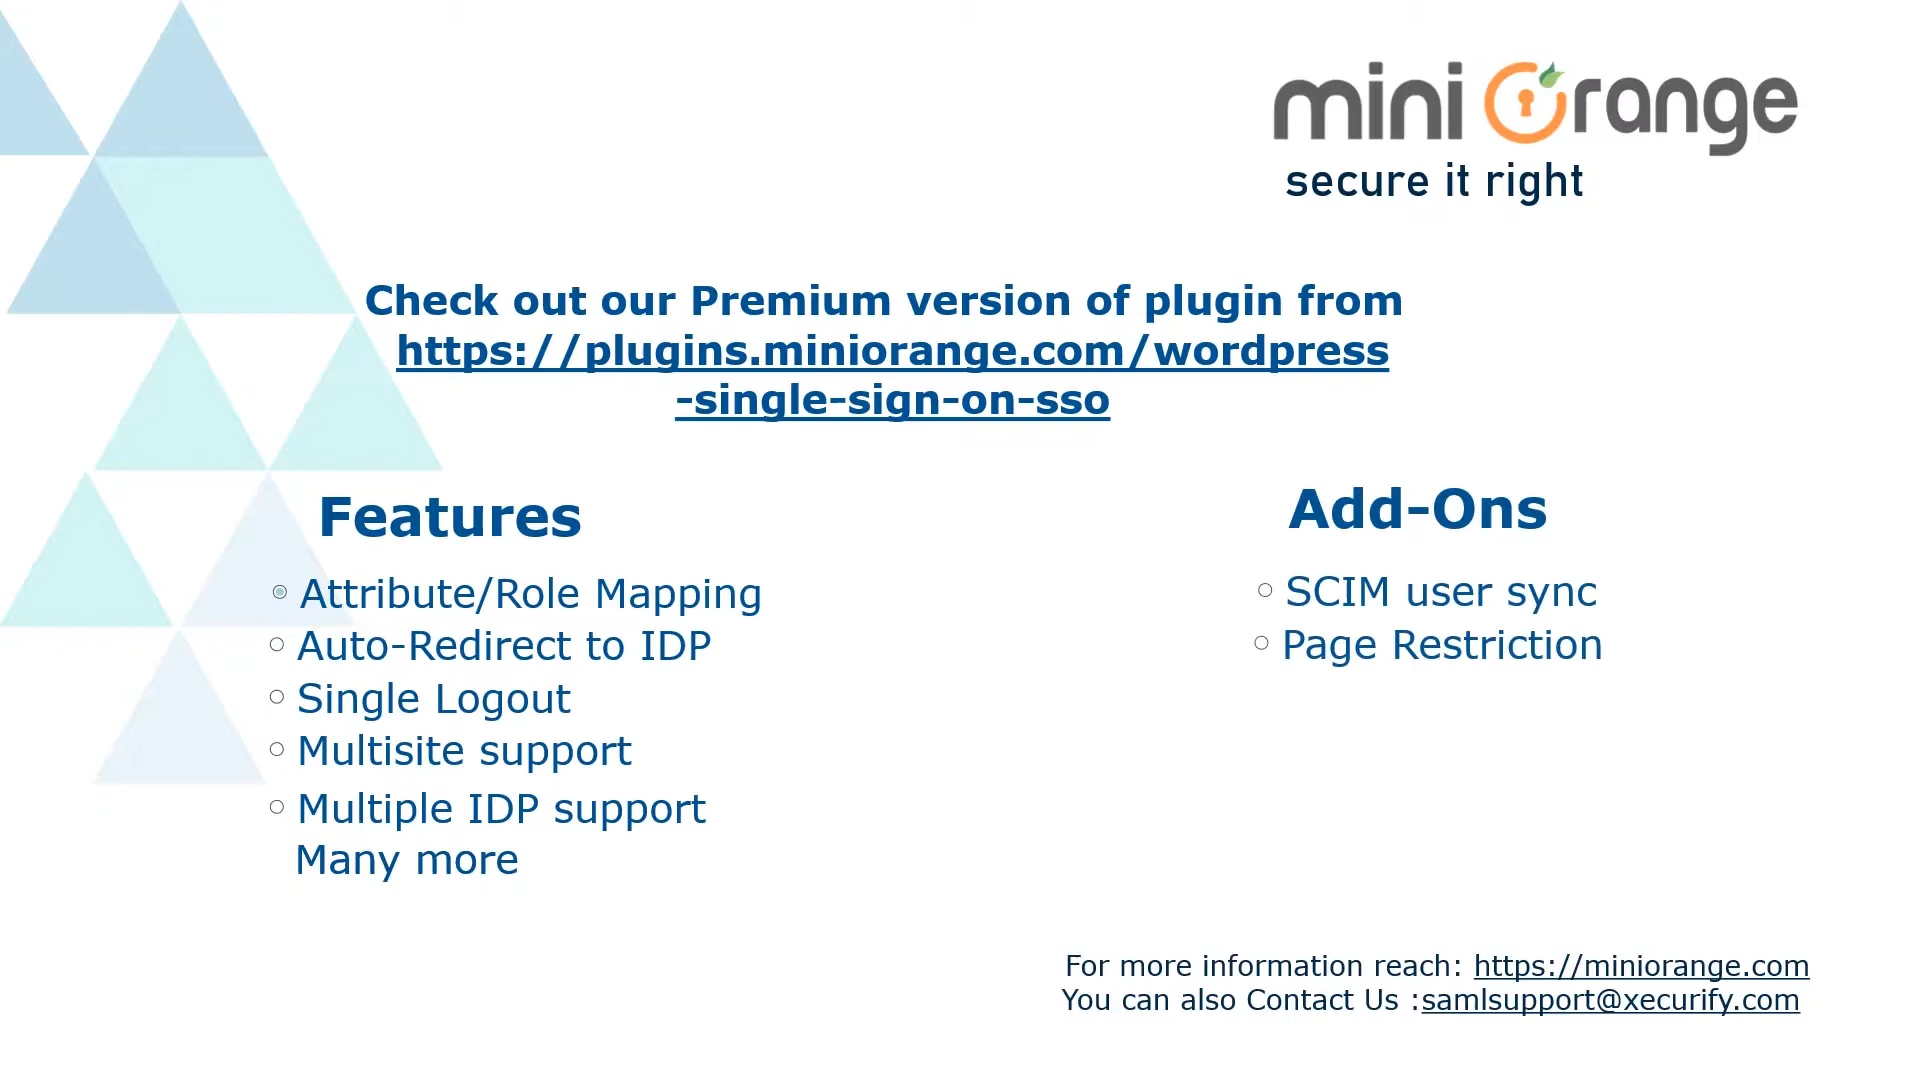 miniOrange
secure it right
Check out our Premium version of plugin from
https://plugins.miniorange.com/wordpress
-single-sign-on-sso
Features
Attribute/Role Mapping
Auto-Redirect to IDP
Single Logout
Multisite support
Multiple IDP support
Many more
Add-Ons
SCIM user sync
Page Restriction
For more information reach: https://miniorange.com
You can also Contact Us :samlsupport@xecurify.com